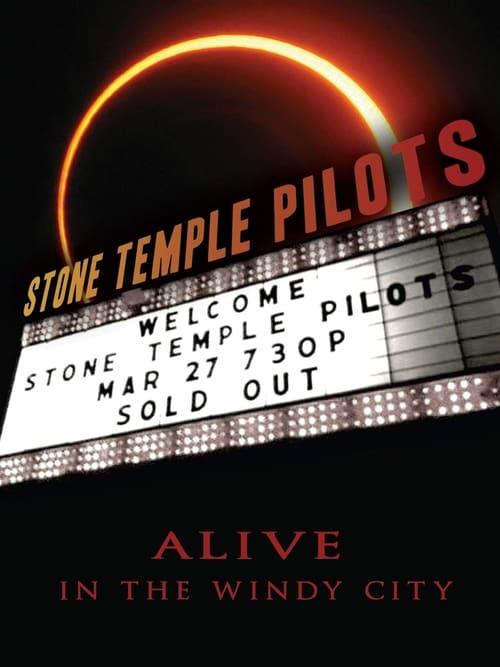 STONE TEMPLE PILOTS
WELCOME
STONE TEMPLE PILOTS
MAR 27 730P
SOLD OUT
ALIVE
IN THE WINDY CITY